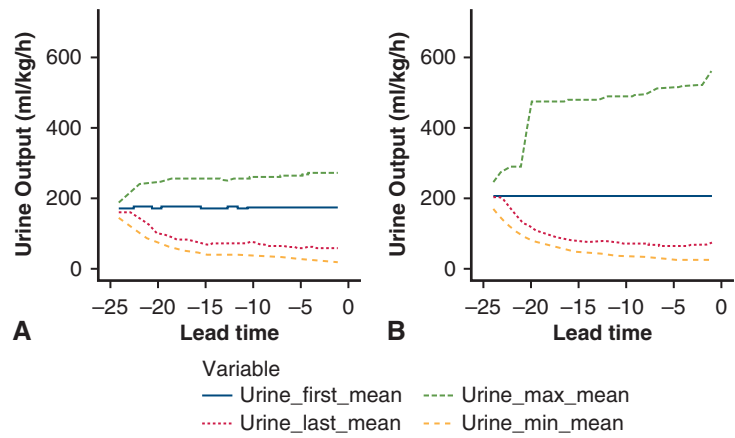 Urine Output (ml/kg/h)
600
400
200
0
−25 −20 −15 −10 −5 0
Lead time
A
Urine Output (ml/kg/h)
600
400
200
0
−25 −20 −15 −10 −5 0
Lead time
B
Variable
Urine_first_mean
Urine_max_mean
Urine_last_mean
Urine_min_mean